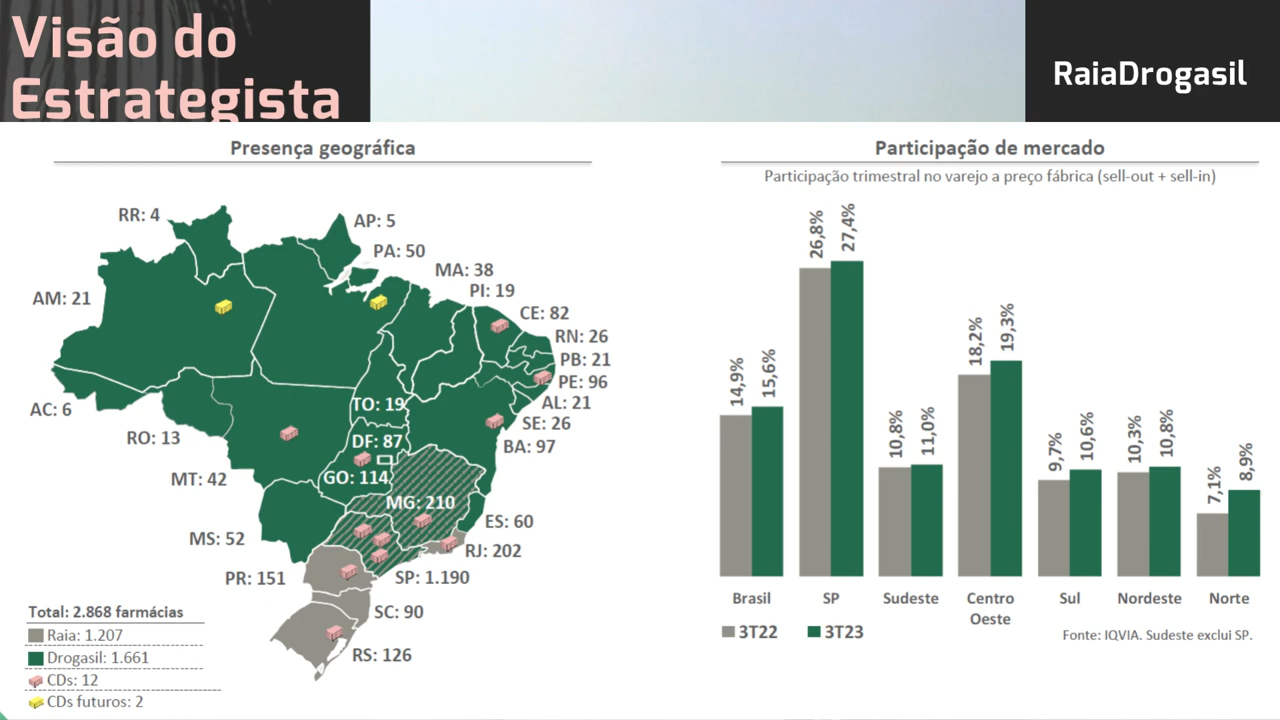 Visão do
Estrategista
RaiaDrogasil
Presença geográfica
RR: 4
AP: 5
PA: 50
MA: 38
PI: 19
AM: 21
CE: 82
RN: 26
PB: 21
PE: 96
AC: 6
TO: 19
AL: 21
SE: 26
RO: 13
DF: 87
BA: 97
MT: 42
GO: 114
MG: 210
ES: 60
MS: 52
RJ: 202
PR: 151
SP: 1.190
SC: 90
RS: 126
Total: 2.868 farmácias
Raia: 1.207
Drogasil: 1.661
CDs: 12
CDs futuros: 2
Participação de mercado
Participação trimestral no varejo a preço fábrica (sell-out + sell-in)
14,9%
15,6%
26,8%
27,4%
10,8%
11,0%
18,2%
19,3%
9,7%
10,6%
10,3%
10,8%
7,1%
8,9%
Brasil
SP
Sudeste
Centro
Oeste
Sul
Nordeste
Norte
3T22
3T23
Fonte: IQVIA. Sudeste exclui SP.